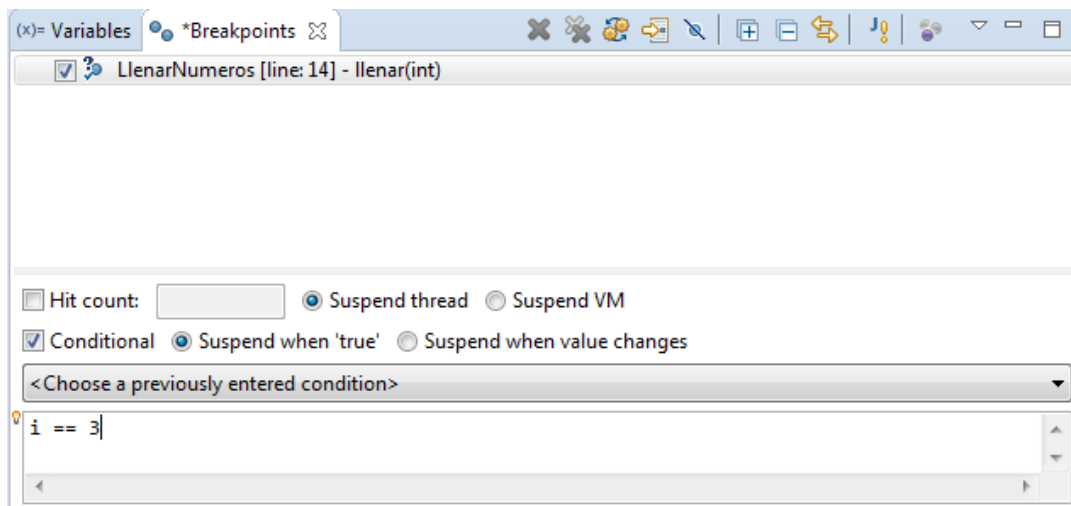 (x)= Variables *Breakpoints
LlenarNumeros [line: 14] - llenar(int)
Hit count: Suspend thread Suspend VM
Conditional Suspend when 'true' Suspend when value changes
<Choose a previously entered condition>
i == 3